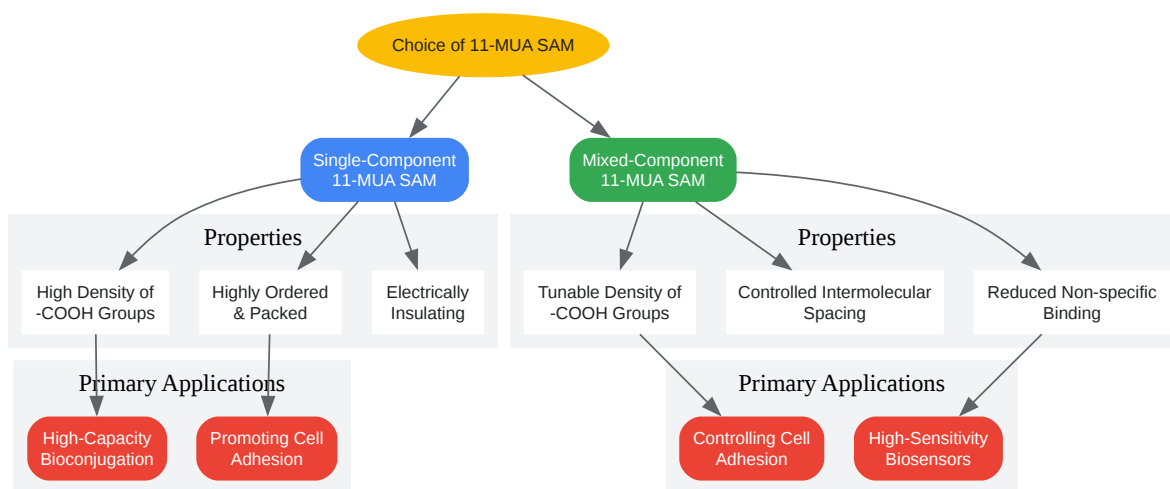 Choice of 11-MUA SAM
Single-Component
11-MUA SAM
Mixed-Component
11-MUA SAM
Properties
High Density of
-COOH Groups
Highly Ordered
& Packed
Electrically
Insulating
Properties
Tunable Density of
-COOH Groups
Controlled Intermolecular
Spacing
Reduced Non-specific
Binding
Primary Applications
High-Capacity
Bioconjugation
Promoting Cell
Adhesion
Primary Applications
Controlling Cell
Adhesion
High-Sensitivity
Biosensors